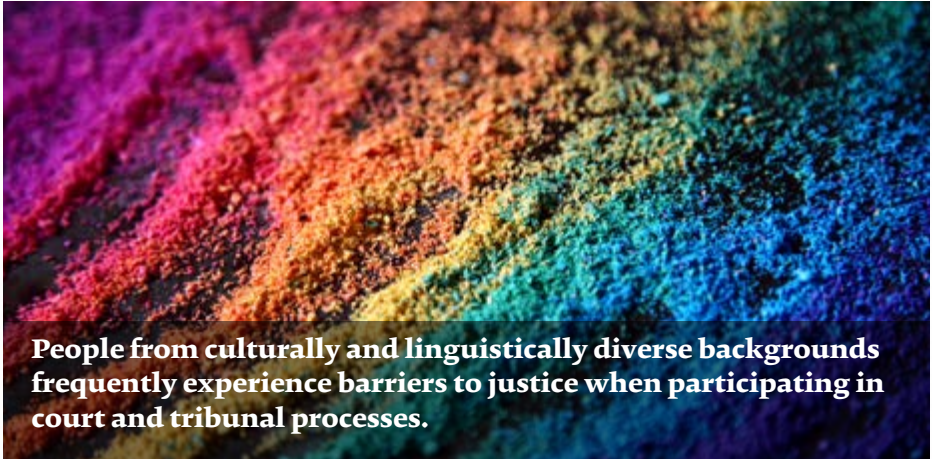 People from culturally and linguistically diverse backgrounds
frequently experience barriers to justice when participating in
court and tribunal processes.